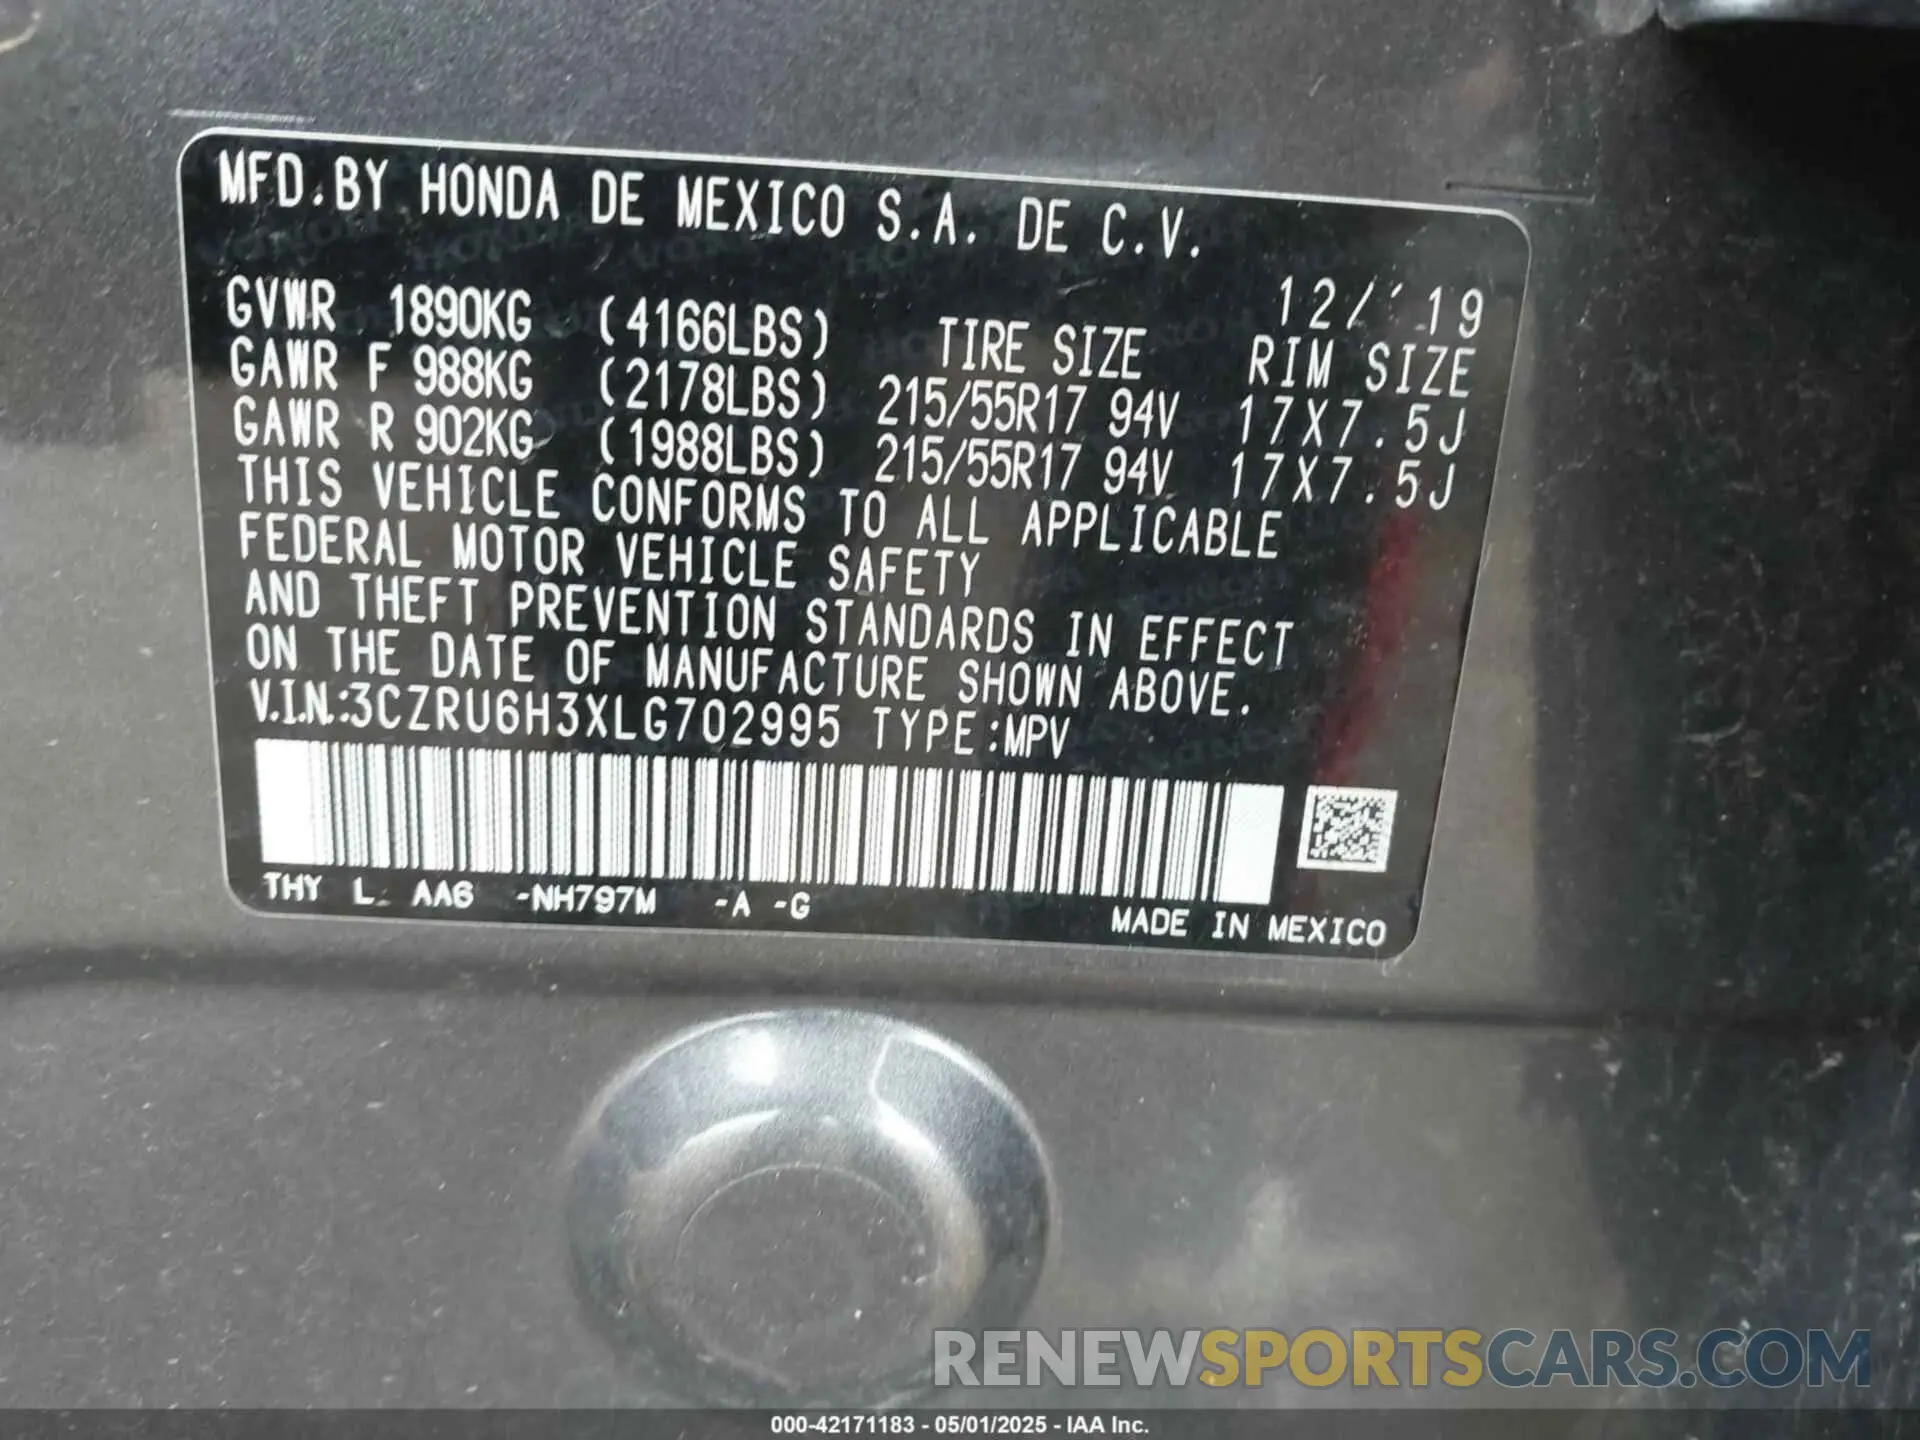 MFD.BY HONDA DE MEXICO S.A. DE C.V.
12/'19
GVWR 1890KG (4166LBS) TIRE SIZE RIM SIZE
GAWR F 988KG (2178LBS) 215/55R17 94V 17X7.5J
GAWR R 902KG (1988LBS) 215/55R17 94V 17X7.5J
THIS VEHICLE CONFORMS TO ALL APPLICABLE
FEDERAL MOTOR VEHICLE SAFETY
AND THEFT PREVENTION STANDARDS IN EFFECT
ON THE DATE OF MANUFACTURE SHOWN ABOVE.
V.I.N.:3CZRU6H3XLG702995 TYPE:MPV
THY L AA6 -NH797M -A -G
MADE IN MEXICO
RENEWSPORTSCARS.COM
000-42171183 - 05/01/2025 - IAA Inc.